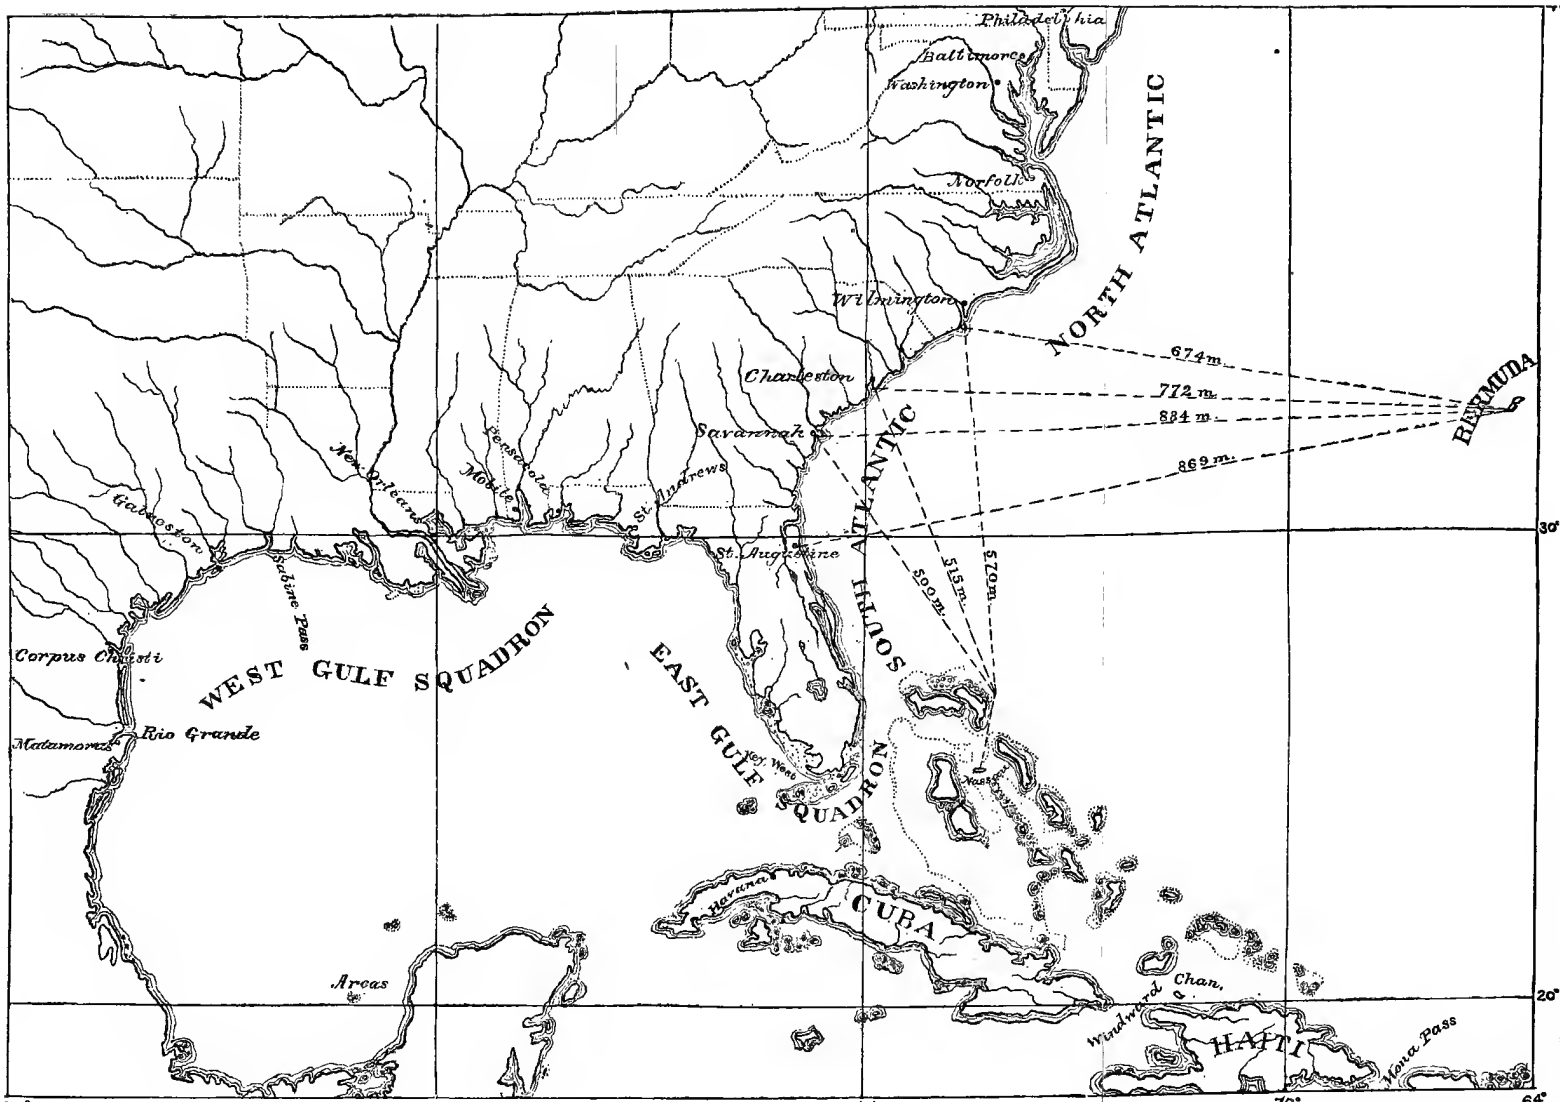 Philadelphia
Baltimore
Washington
Norfolk
NORTH ATLANTIC
Wilmington
674 m.
BERMUDA
Charleston
772 m.
884 m.
Savannah
869 m.
SOUTH ATLANTIC
New Orleans
Mobile
Pensacola
St. Andrews
Galveston
30°
St. Augustine
Sabine Pass
500 m.
515 m.
570 m.
Corpus Christi
WEST GULF SQUADRON
EAST GULF SQUADRON
Rio Grande
Matamoras
Key West
Nassau
Havana
CUBA
Arcas
Windward Chan.
20°
HAITI
Mona Pass
64°